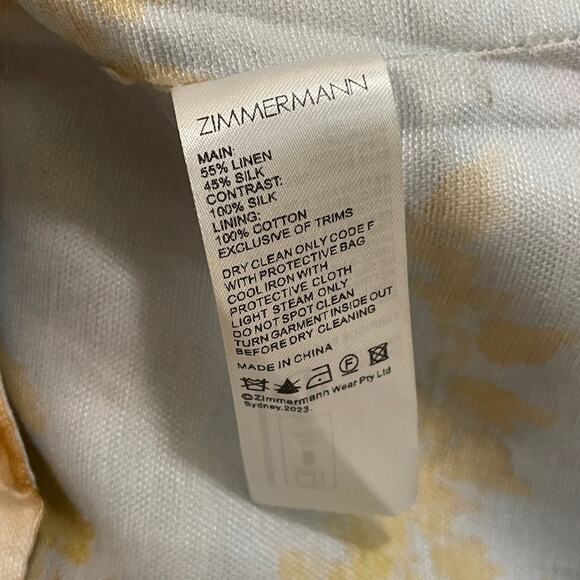 ZIMMERMANN
MAIN:
55% LINEN
45% SILK
CONTRAST:
100% SILK
LINING:
100% COTTON
EXCLUSIVE OF TRIMS
DRY CLEAN ONLY CODE F
WITH PROTECTIVE BAG
COOL IRON WITH
PROTECTIVE CLOTH
LIGHT STEAM ONLY
DO NOT SPOT CLEAN
TURN GARMENT INSIDE OUT
BEFORE DRY CLEANING
MADE IN CHINA
F
©Zimmermann Wear Pty Ltd
Sydney.2023.